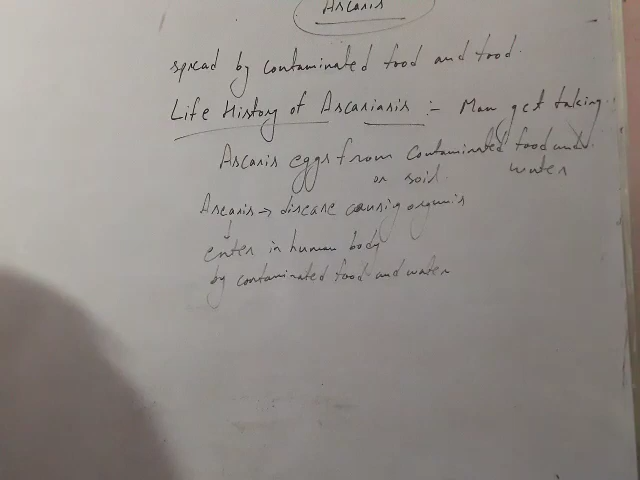 Ascaris
spread by contaminated food and food.
Life History of Ascariasis :- Man get taking
Ascaris eggs from contaminated food and
or soil. water
Ascaris → disease causing organis
↓
enter in human body
by contaminated food and water